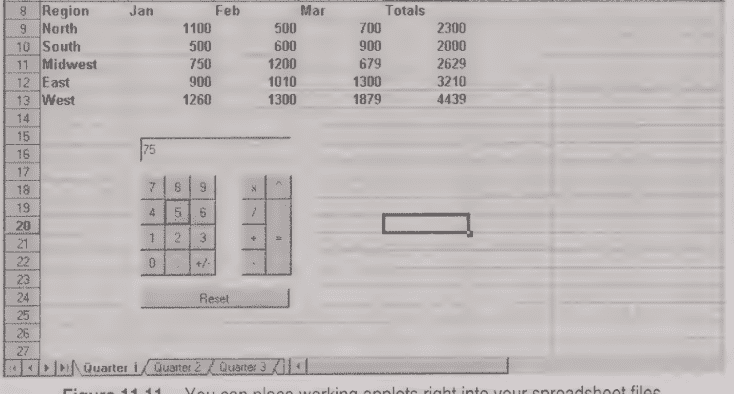 8 Region Jan Feb Mar Totals
9 North 1100 500 700 2300
10 South 500 600 900 2000
11 Midwest 750 1200 679 2629
12 East 900 1010 1300 3210
13 West 1260 1300 1879 4439
14
15
16 75
17
18 7 8 9 x ^
19 4 5 6 /
20
21 1 2 3 + =
22 0 . +/- -
23
24 Reset
25
26
27
Quarter 1 Quarter 2 Quarter 3
Figure 11.11 You can place working applets right into your spreadsheet files